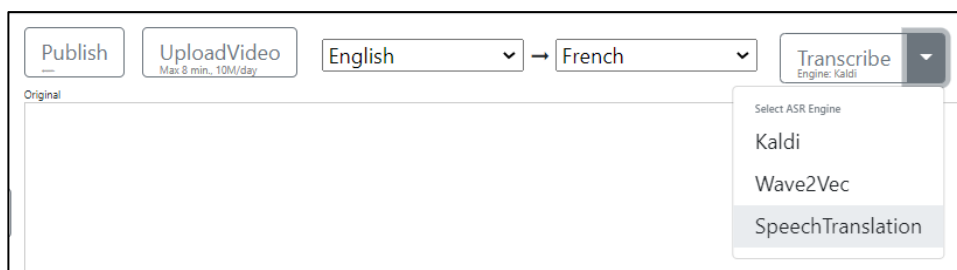 Publish
UploadVideo
Max 8 min., 10M/day
English → French
Transcribe
Engine: Kaldi
Original
Select ASR Engine
Kaldi
Wave2Vec
SpeechTranslation